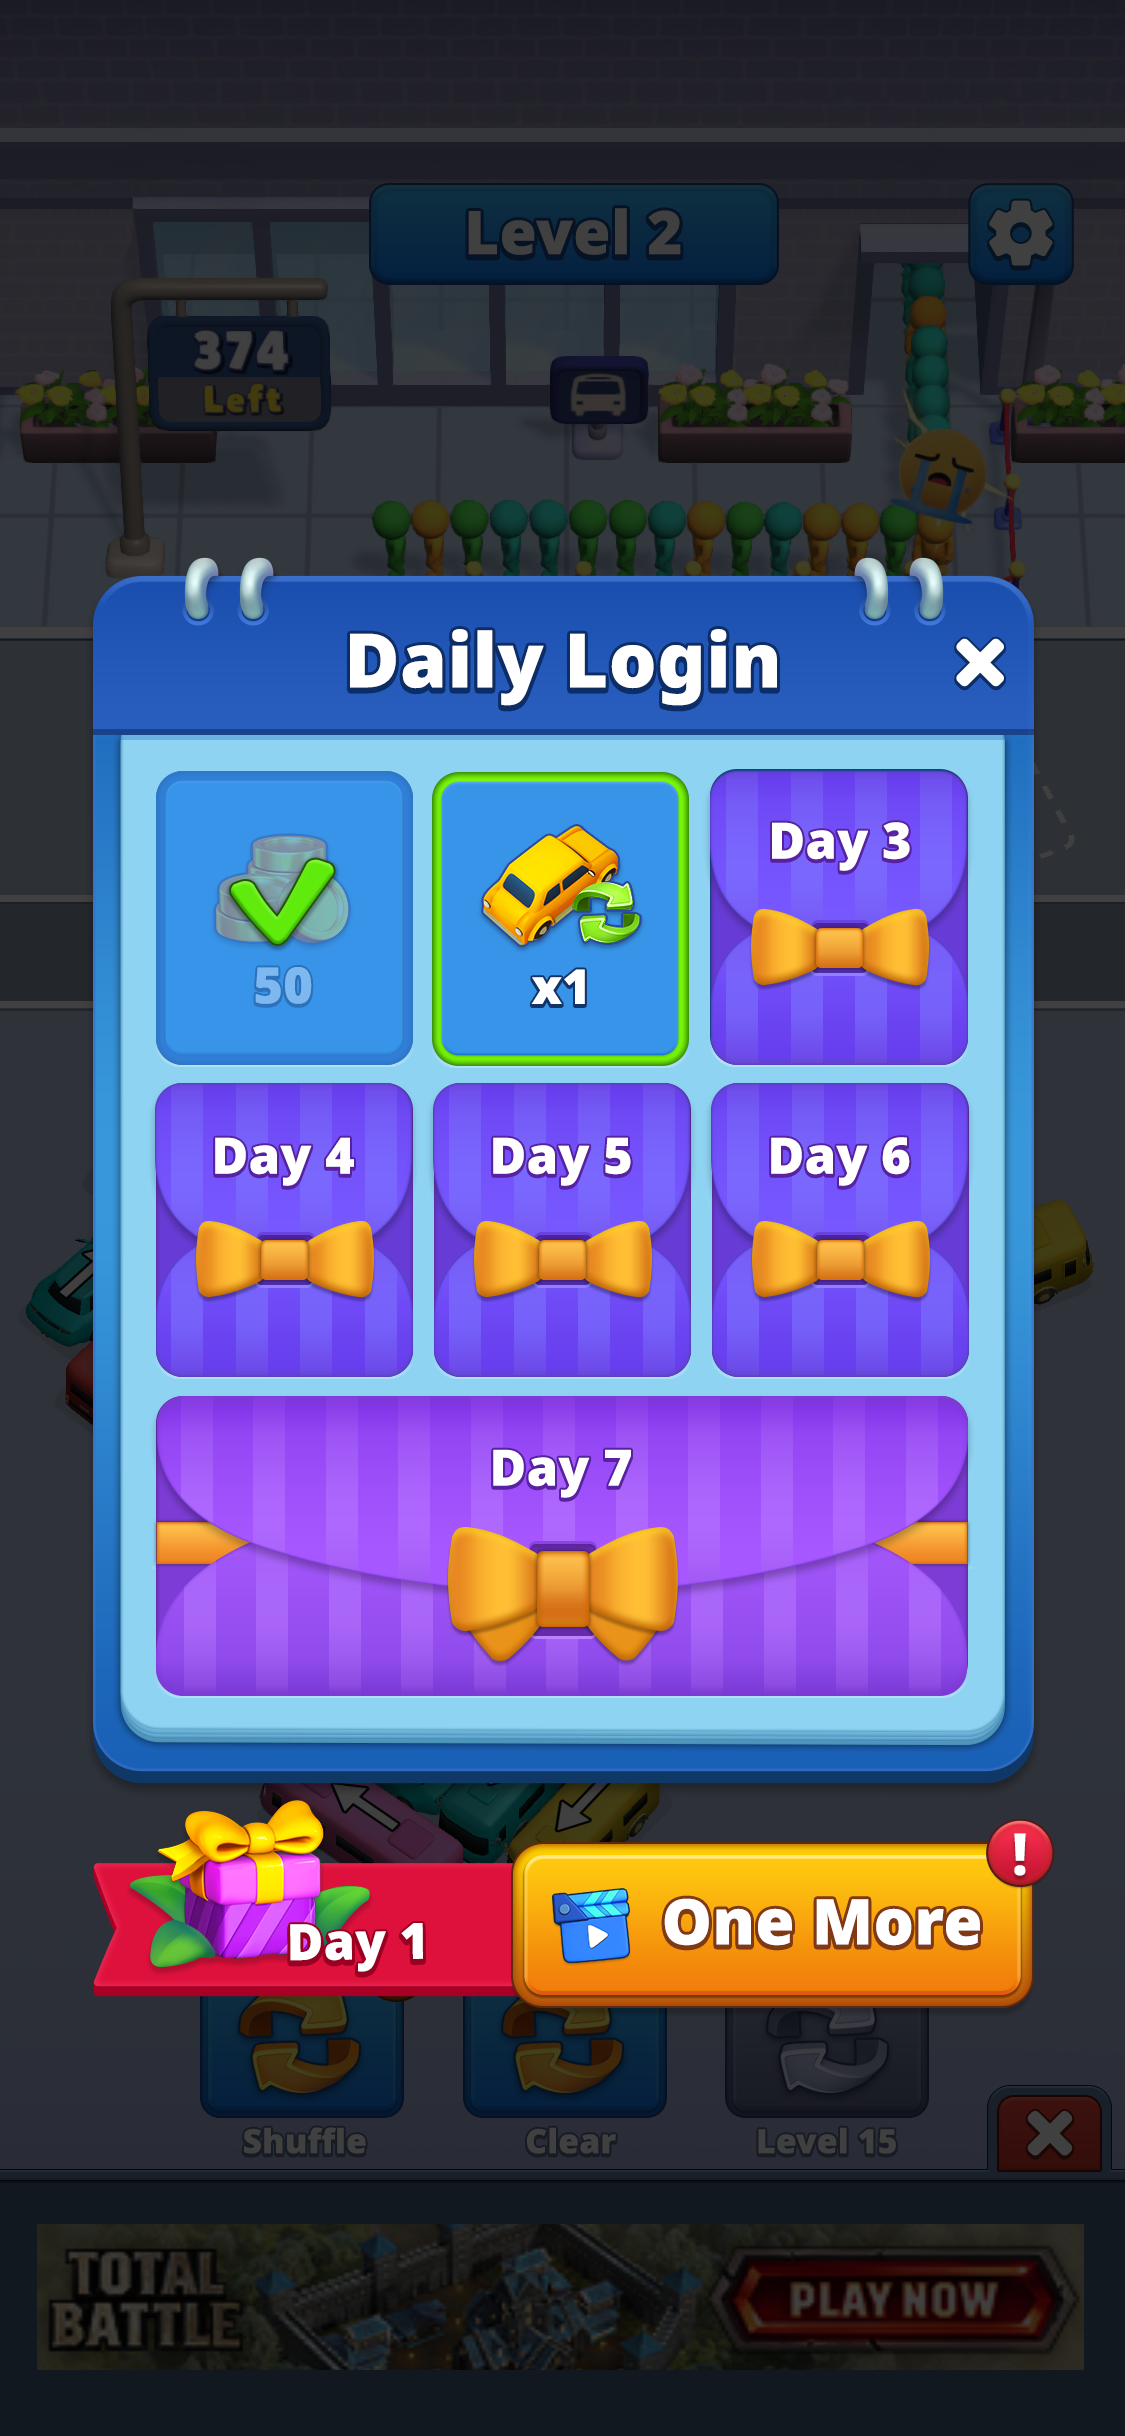 Level 2
374
Left
Daily Login
50
x1
Day 3
Day 4
Day 5
Day 6
Day 7
Day 1
One More
!
Shuffle
Clear
Level 15
TOTAL
BATTLE
PLAY NOW